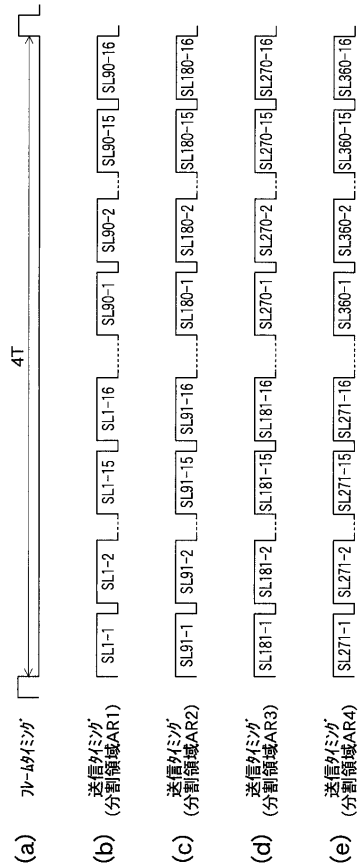 4T
(a) フレームタイミング
(b) 送信タイミング
(分割領域AR1)
SL1-1 SL1-2 SL1-15 SL1-16 SL90-1 SL90-2 SL90-15 SL90-16
(c) 送信タイミング
(分割領域AR2)
SL91-1 SL91-2 SL91-15 SL91-16 SL180-1 SL180-2 SL180-15 SL180-16
(d) 送信タイミング
(分割領域AR3)
SL181-1 SL181-2 SL181-15 SL181-16 SL270-1 SL270-2 SL270-15 SL270-16
(e) 送信タイミング
(分割領域AR4)
SL271-1 SL271-2 SL271-15 SL271-16 SL360-1 SL360-2 SL360-15 SL360-16